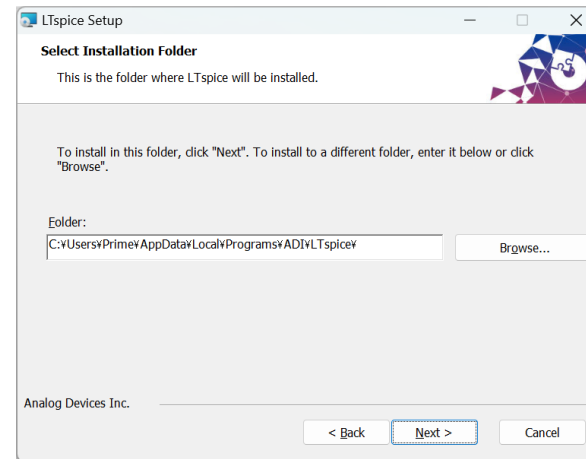 LTspice Setup
Select Installation Folder
This is the folder where LTspice will be installed.
To install in this folder, click "Next". To install to a different folder, enter it below or click
"Browse".
Folder:
C:¥Users¥Prime¥AppData¥Local¥Programs¥ADI¥LTspice¥
Browse...
Analog Devices Inc.
< Back
Next >
Cancel